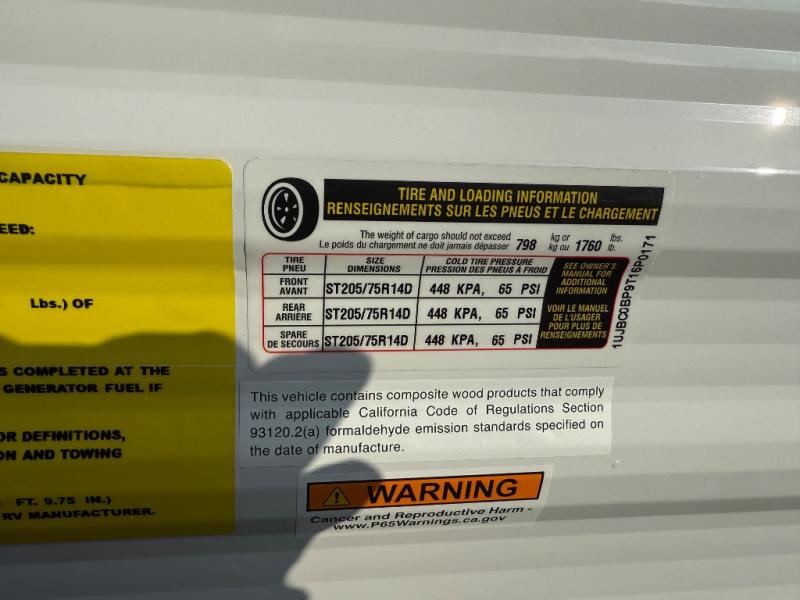 CAPACITY
EED:
Lbs.) OF
S COMPLETED AT THE
GENERATOR FUEL IF
OR DEFINITIONS,
ON AND TOWING
FT. 9.75 IN.)
RV MANUFACTURER.
TIRE AND LOADING INFORMATION
RENSEIGNEMENTS SUR LES PNEUS ET LE CHARGEMENT
The weight of cargo should not exceed
Le poids du chargement ne doit jamais dépasser 798 kg or kg ou 1760 lbs. lb.
TIRE PNEU SIZE DIMENSIONS COLD TIRE PRESSURE PRESSION DES PNEUS À FROID
FRONT AVANT ST205/75R14D 448 KPA, 65 PSI
REAR ARRIÈRE ST205/75R14D 448 KPA, 65 PSI
SPARE DE SECOURS ST205/75R14D 448 KPA, 65 PSI
SEE OWNER'S
MANUAL FOR
ADDITIONAL
INFORMATION
VOIR LE MANUEL
DE L'USAGER
POUR PLUS DE
RENSEIGNEMENTS
1UJBC0BP9T16P0171
This vehicle contains composite wood products that comply
with applicable California Code of Regulations Section
93120.2(a) formaldehyde emission standards specified on
the date of manufacture.
WARNING
Cancer and Reproductive Harm -
www.P65Warnings.ca.gov